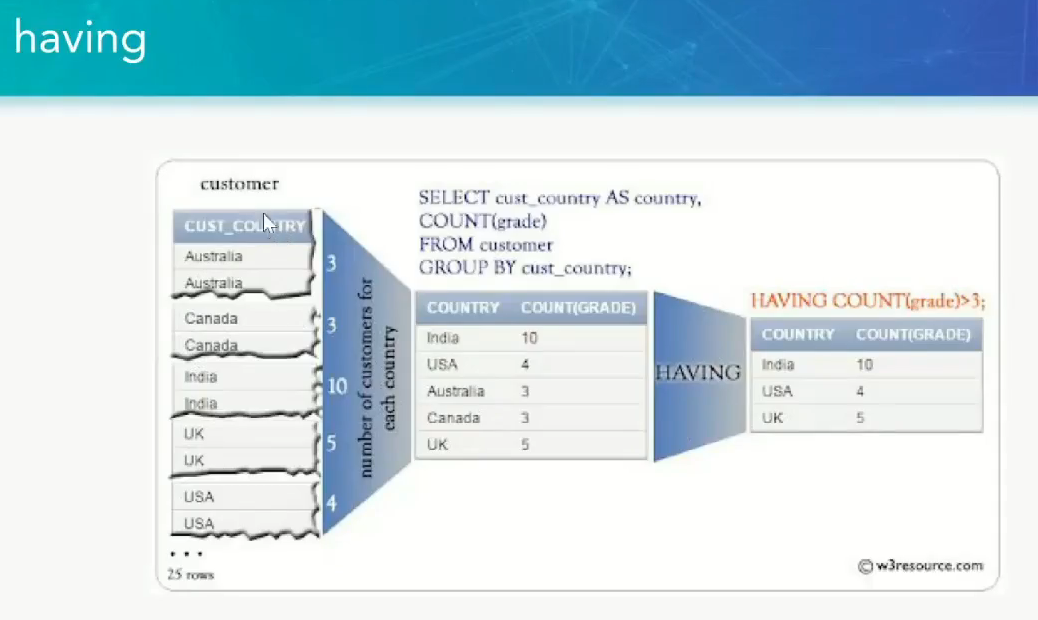 having
customer
CUST_COUNTRY
Australia
Australia
Canada
Canada
India
India
UK
UK
USA
USA
...
25 rows
3
3
10
5
4
number of customers for
each country
SELECT cust_country AS country,
COUNT(grade)
FROM customer
GROUP BY cust_country;
COUNTRY COUNT(GRADE)
India 10
USA 4
Australia 3
Canada 3
UK 5
HAVING
HAVING COUNT(grade)>3;
COUNTRY COUNT(GRADE)
India 10
USA 4
UK 5
© w3resource.com